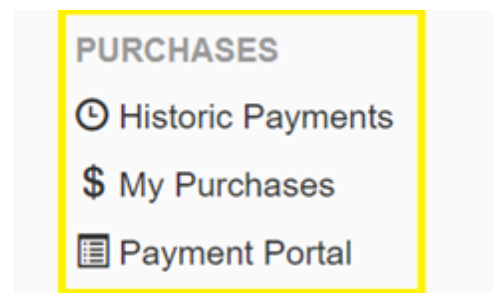 PURCHASES
Historic Payments
$ My Purchases
Payment Portal